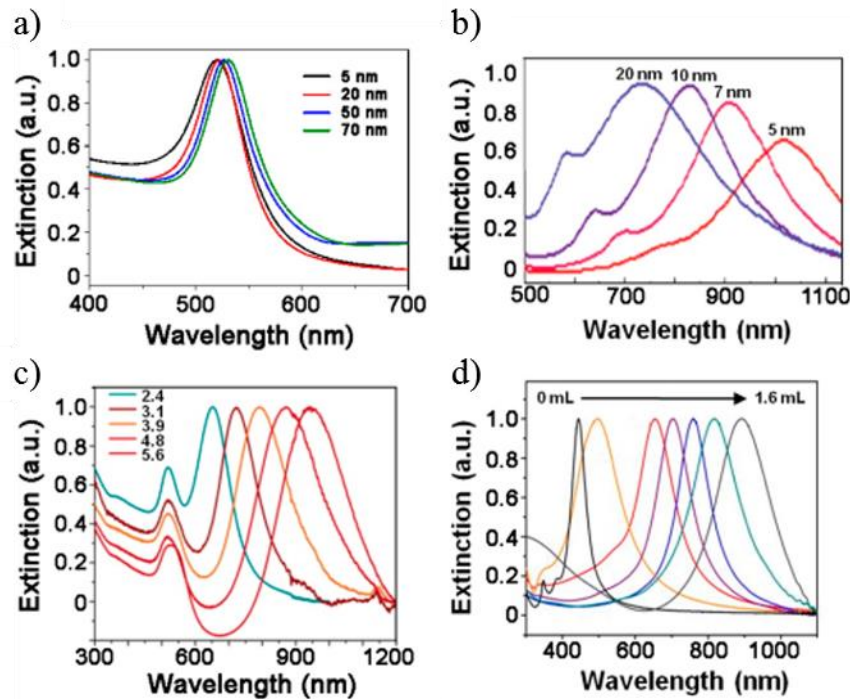 a)
Extinction (a.u.)
1.0
0.8
0.6
0.4
0.2
0
5 nm
20 nm
50 nm
70 nm
400 500 600 700
Wavelength (nm)
b)
Extinction (a.u.)
1.0
0.8
0.6
0.4
0.2
0
20 nm 10 nm
7 nm
5 nm
500 700 900 1100
Wavelength (nm)
c)
Extinction (a.u.)
1.0
0.8
0.6
0.4
0.2
0
2.4
3.1
3.9
4.8
5.6
300 600 900 1200
Wavelength (nm)
d)
Extinction (a.u.)
1.0
0.8
0.6
0.4
0.2
0
0 mL 1.6 mL
400 600 800 1000
Wavelength (nm)